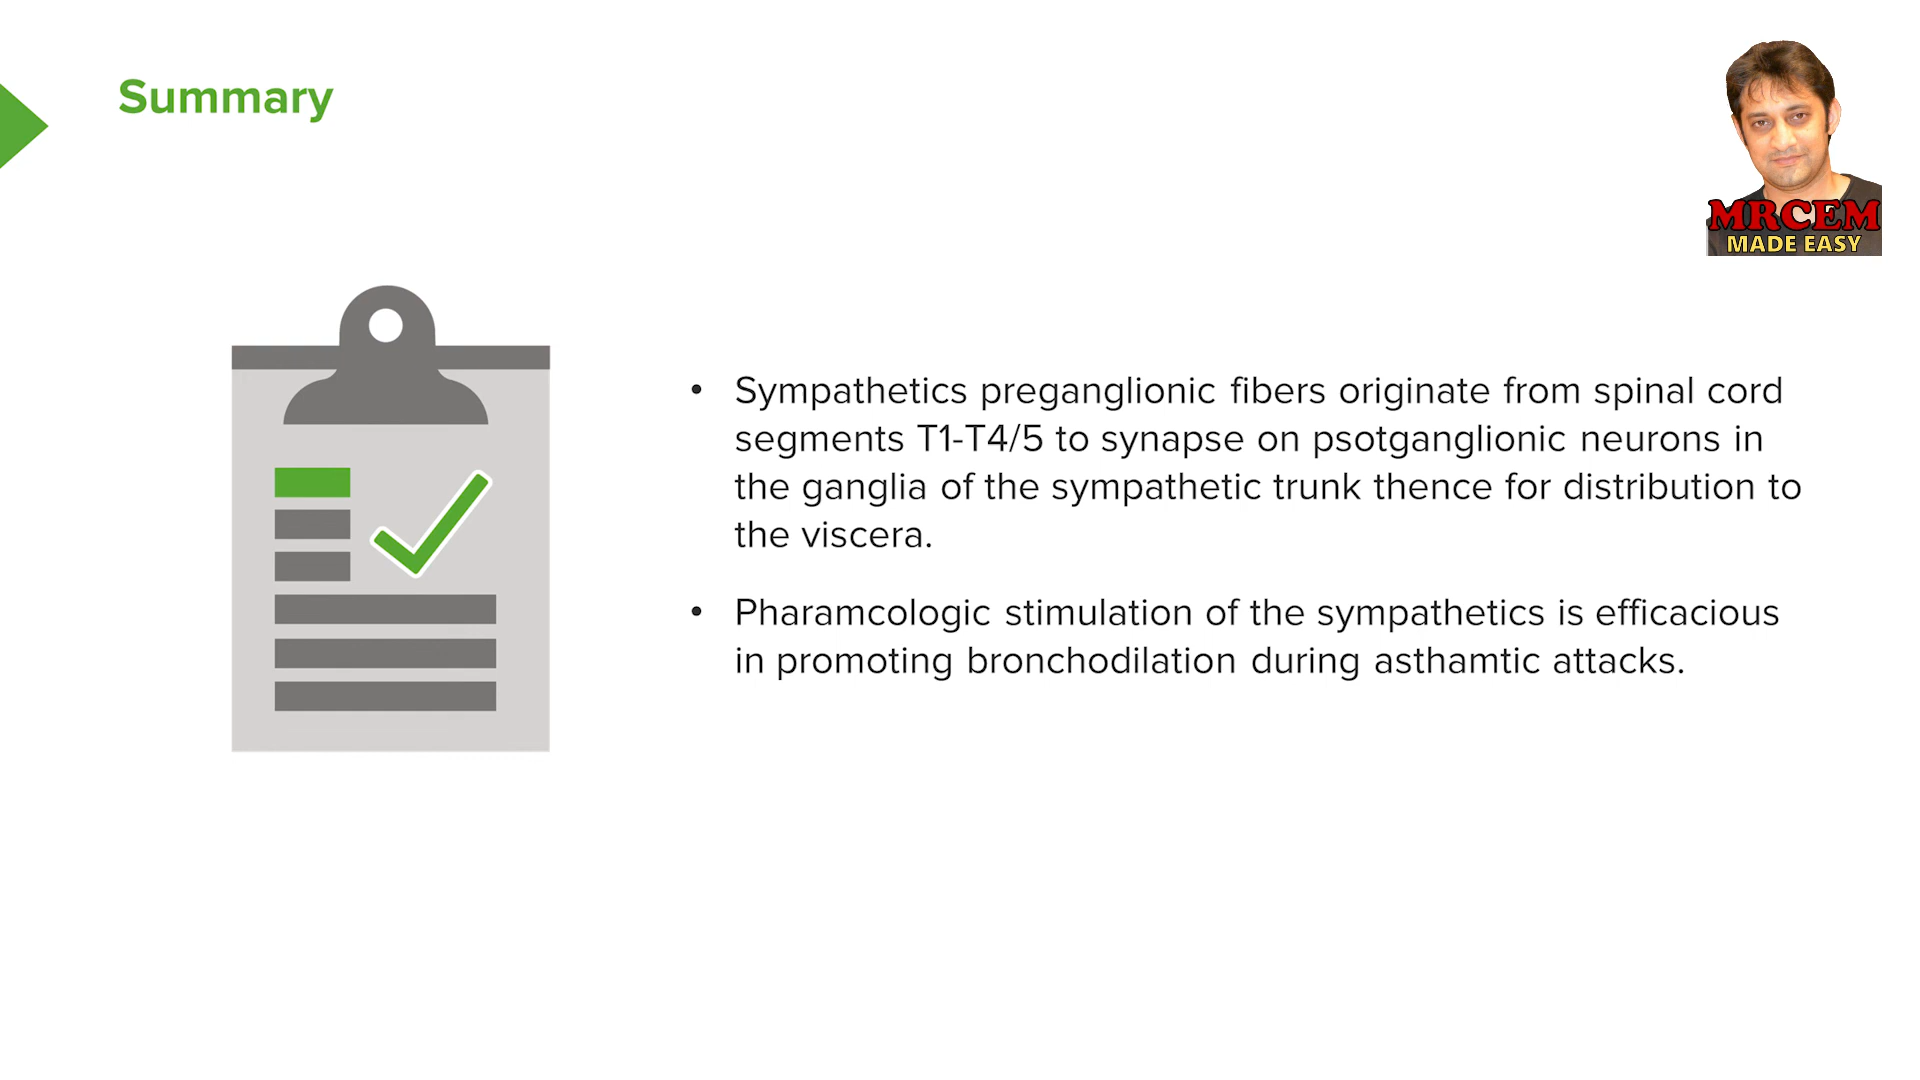 Summary
MRCEM
MADE EASY
• Sympathetics preganglionic fibers originate from spinal cord
segments T1-T4/5 to synapse on psotganglionic neurons in
the ganglia of the sympathetic trunk thence for distribution to
the viscera.
• Pharamcologic stimulation of the sympathetics is efficacious
in promoting bronchodilation during asthamtic attacks.